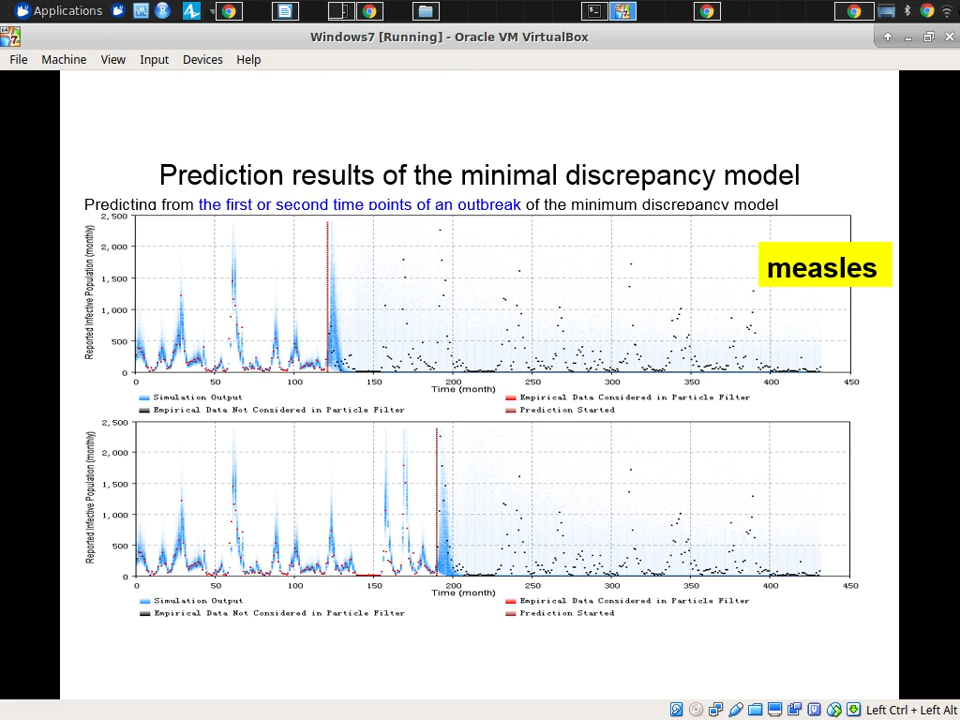 Applications
Windows7 [Running] - Oracle VM VirtualBox
File Machine View Input Devices Help
Prediction results of the minimal discrepancy model
Predicting from the first or second time points of an outbreak of the minimum discrepancy model
measles
Reported Infective Population (monthly)
2,500
2,000
1,500
1,000
500
0
0 50 100 150 200 250 300 350 400 450
Time (month)
Simulation Output
Empirical Data Considered in Particle Filter
Empirical Data Not Considered in Particle Filter
Prediction Started
Reported Infective Population (monthly)
2,500
2,000
1,500
1,000
500
0
0 50 100 150 200 250 300 350 400 450
Time (month)
Simulation Output
Empirical Data Considered in Particle Filter
Empirical Data Not Considered in Particle Filter
Prediction Started
Left Ctrl + Left Alt